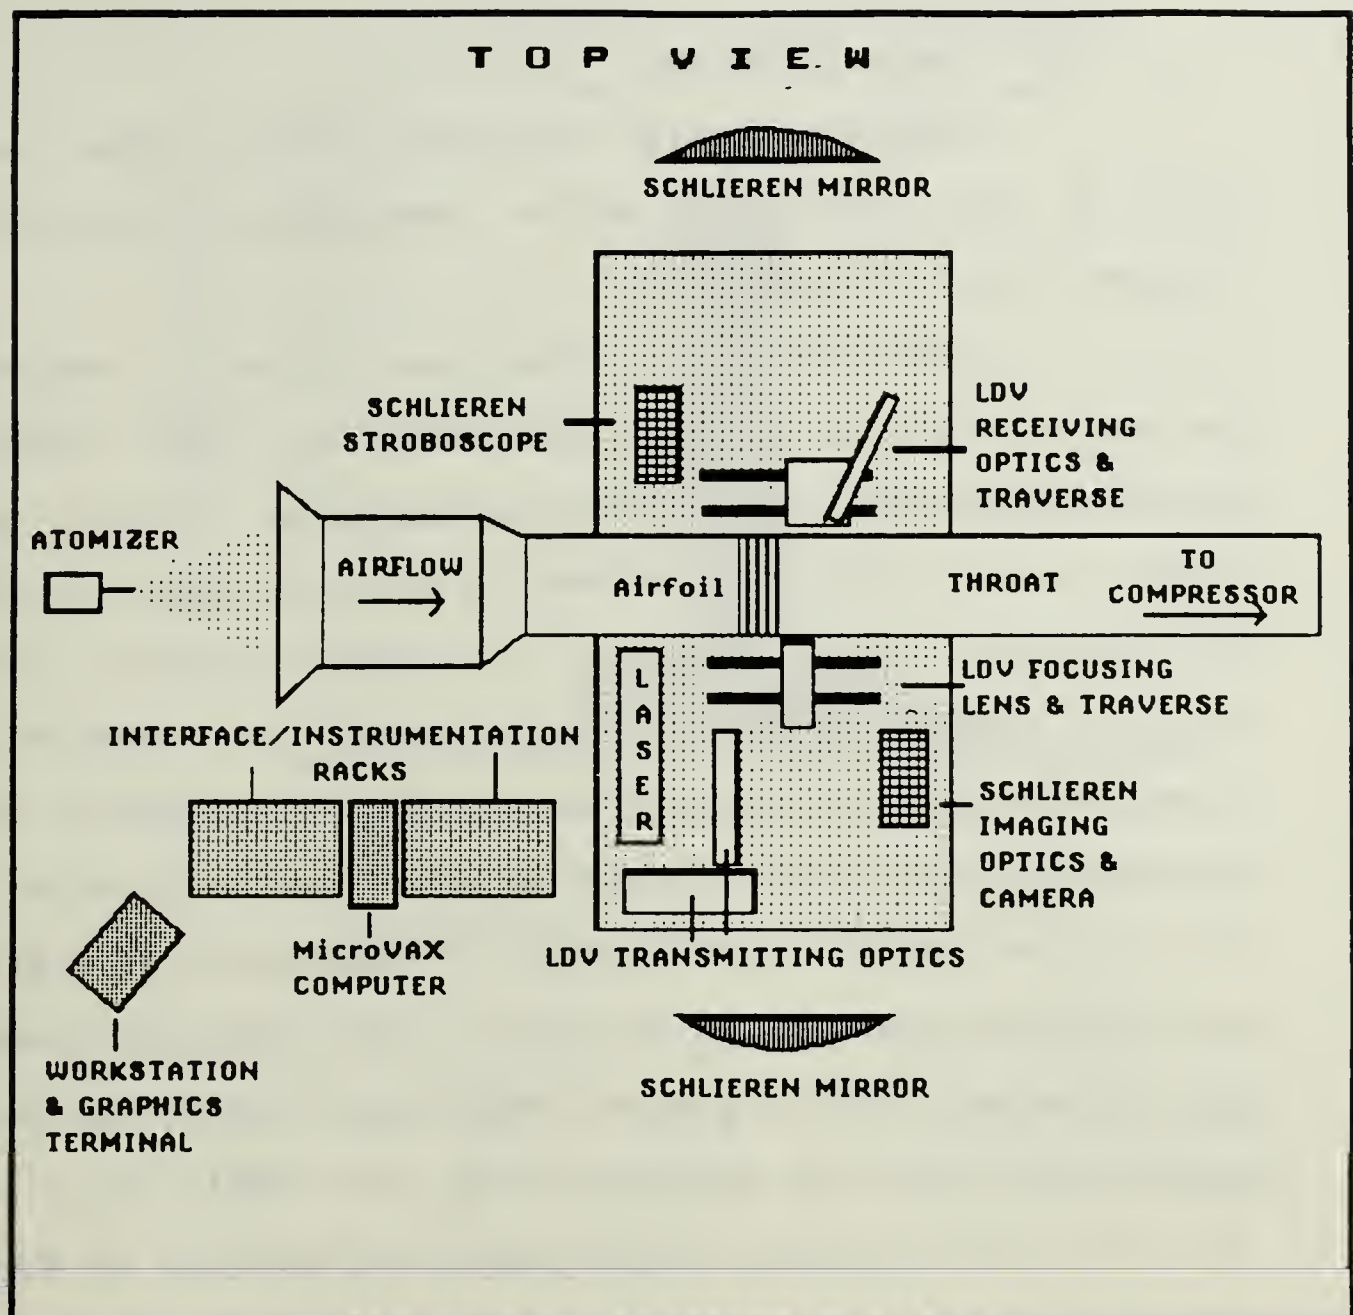 TOP VIEW
SCHLIEREN MIRROR
SCHLIEREN
STROBOSCOPE
LDV
RECEIVING
OPTICS &
TRAVERSE
ATOMIZER
AIRFLOW
Airfoil
THROAT
TO
COMPRESSOR
LDV FOCUSING
LENS & TRAVERSE
INTERFACE/INSTRUMENTATION
RACKS
LASER
SCHLIEREN
IMAGING
OPTICS &
CAMERA
MicroVAX
COMPUTER
LDV TRANSMITTING OPTICS
WORKSTATION
& GRAPHICS
TERMINAL
SCHLIEREN MIRROR